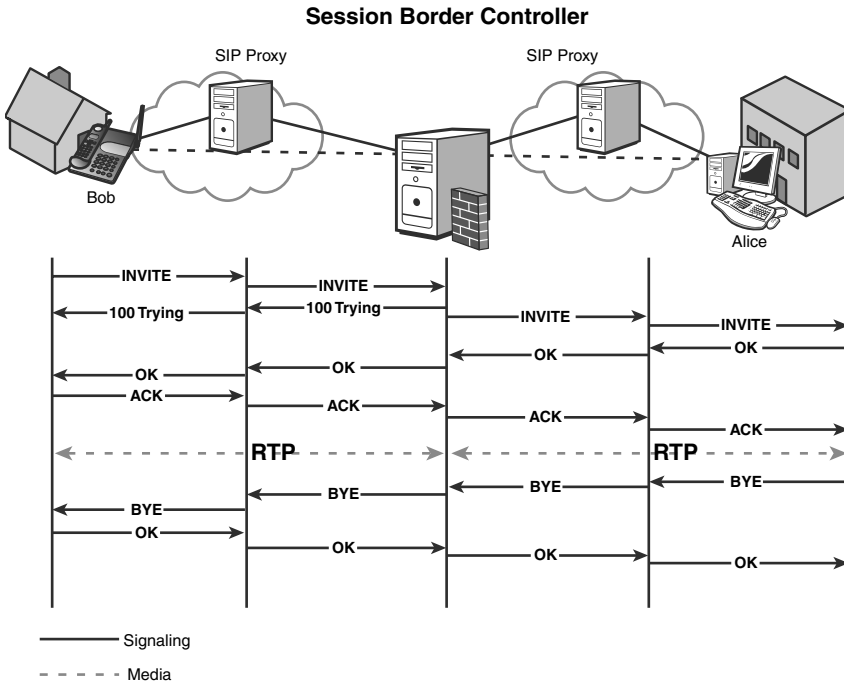 Session Border Controller
SIP Proxy
SIP Proxy
Bob
Alice
INVITE
INVITE
100 Trying
100 Trying
INVITE
INVITE
OK
OK
OK
OK
ACK
ACK
ACK
ACK
RTP
RTP
BYE
BYE
BYE
BYE
OK
OK
OK
OK
Signaling
Media